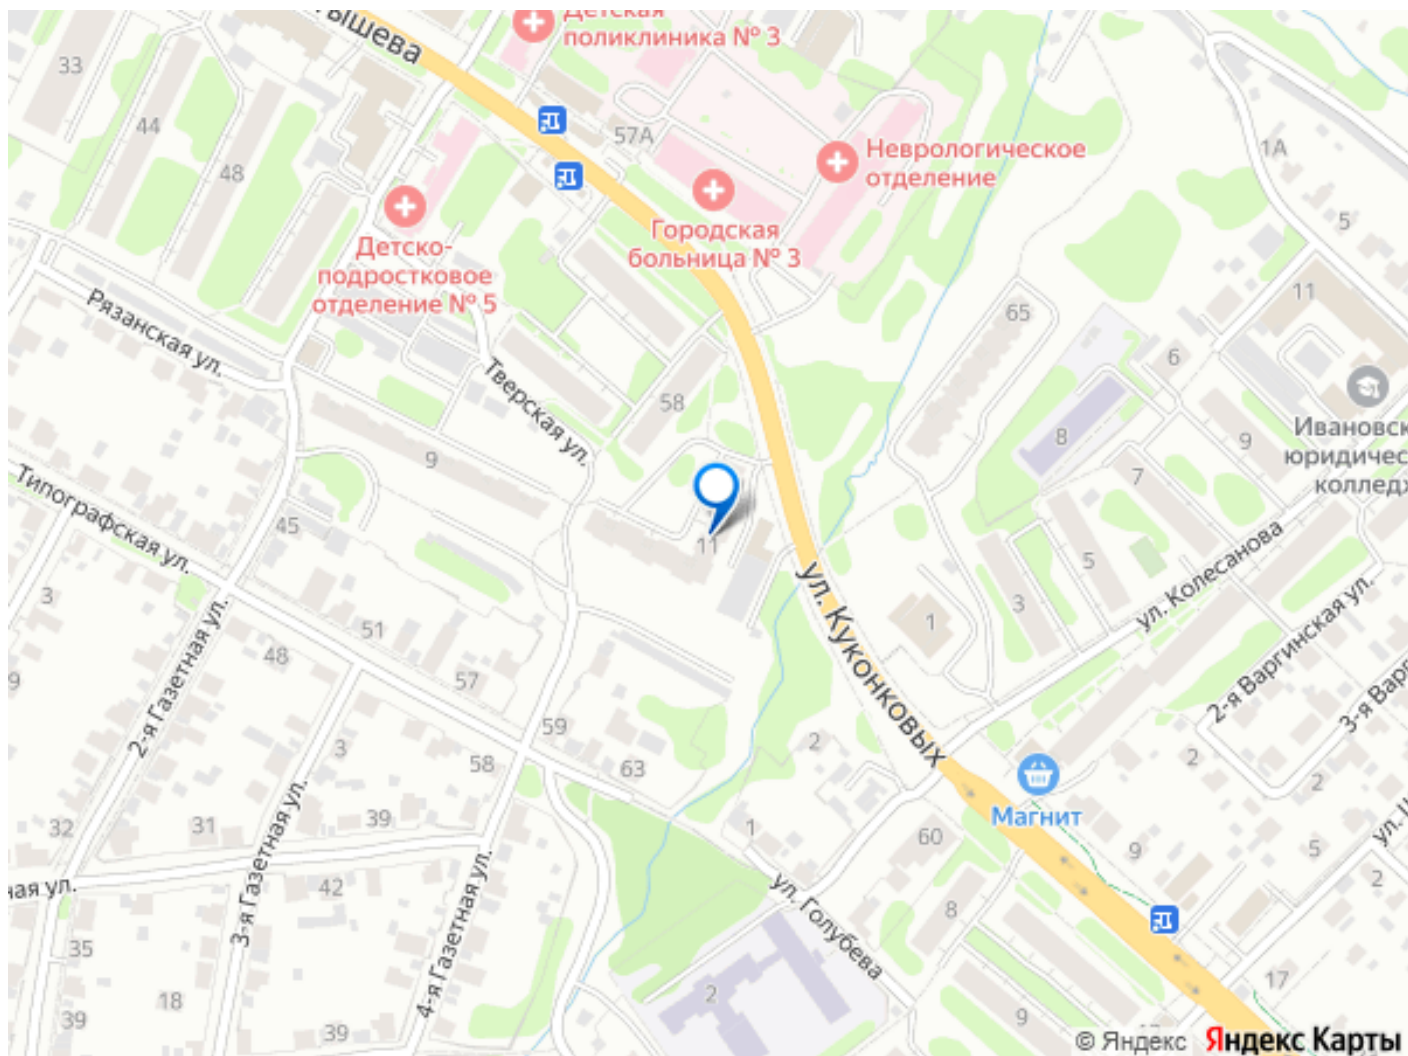 Детская
поликлиника № 3
ышева
33
44
48
57А
Неврологическое
отделение
1А
5
Городская
больница № 3
Детско-
подростковое
отделение № 5
Рязанская ул.
Тверская ул.
65
11
6
58
8
9
7
Ивановск
юридичес
колледж
9
Типографская ул.
45
11
5
3
ул. Колесанова
3
ул. Куконковых
1
2-я Варгинская ул.
3-я Варг
51
48
57
2-я Газетная ул.
59
58
63
3
2
2
2
Магнит
32
31
39
3-я Газетная ул.
42
ная ул.
4-я Газетная ул.
1
60
9
5
2
ул. Голубева
8
35
18
39
39
2
9
17
© Яндекс Яндекс Карты